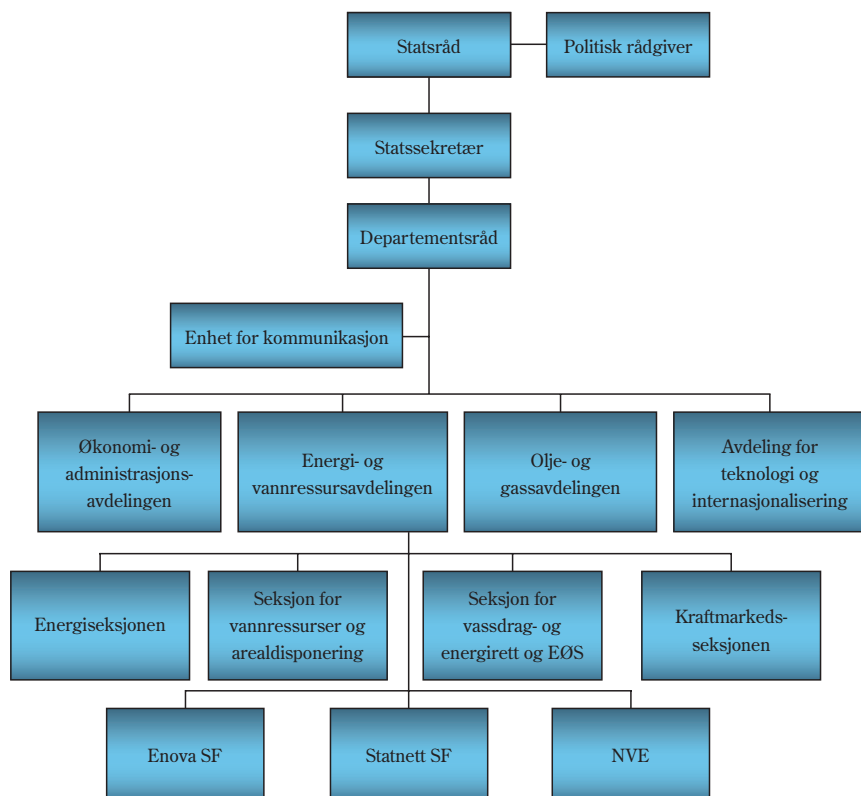 Statsråd
Politisk rådgiver
Statssekretær
Departementsråd
Enhet for kommunikasjon
Økonomi- og
administrasjons-
avdelingen
Energi- og
vannressursavdelingen
Olje- og
gassavdelingen
Avdeling for
teknologi og
internasjonalisering
Energiseksjonen
Seksjon for
vannressurser og
arealdisponering
Seksjon for
vassdrag- og
energirett og EØS
Kraftmarkeds-
seksjonen
Enova SF
Statnett SF
NVE